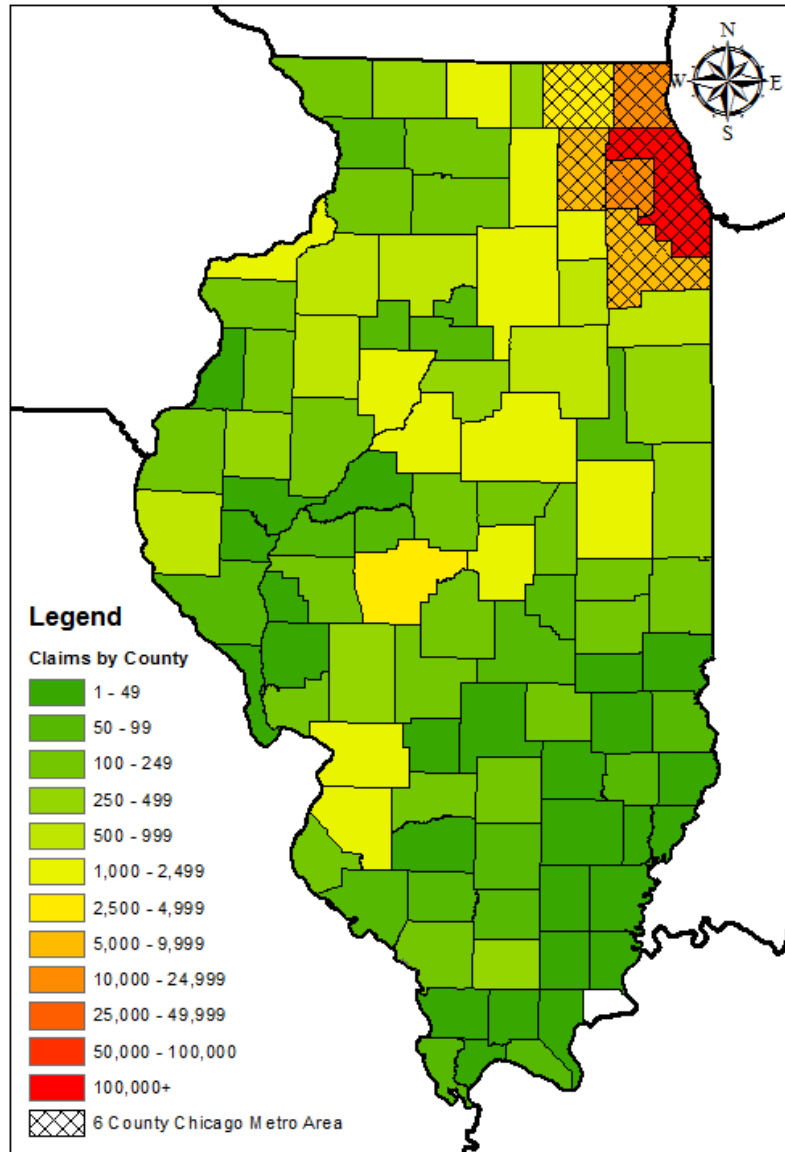 N
W
E
S
Legend
Claims by County
1 - 49
50 - 99
100 - 249
250 - 499
500 - 999
1,000 - 2,499
2,500 - 4,999
5,000 - 9,999
10,000 - 24,999
25,000 - 49,999
50,000 - 100,000
100,000+
6 County Chicago Metro Area